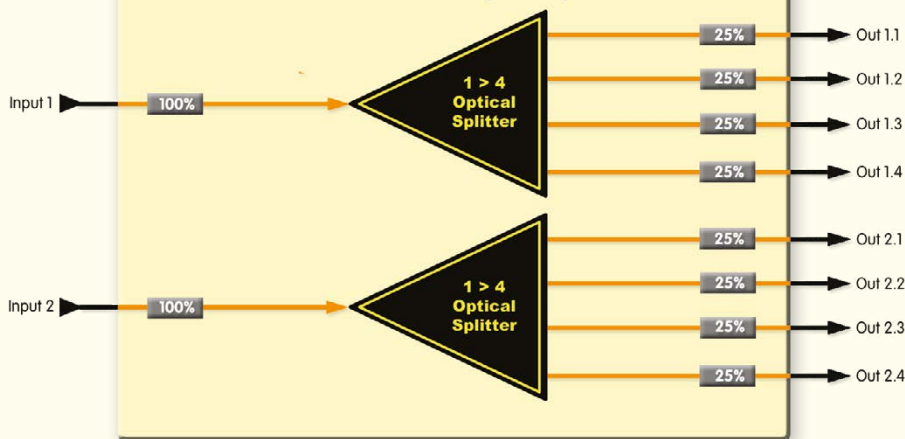 25%
Out 1.1
1 > 4
Optical
Splitter
25%
Out 1.2
Input 1
100%
25%
Out 1.3
25%
Out 1.4
25%
Out 2.1
1 > 4
Optical
Splitter
25%
Out 2.2
Input 2
100%
25%
Out 2.3
25%
Out 2.4